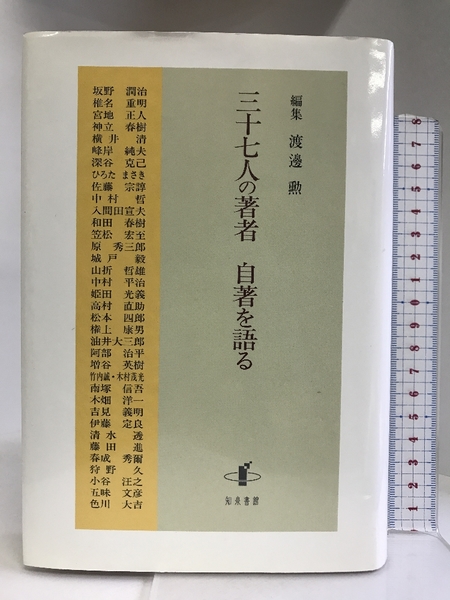 編集 渡邊 勲
三十七人の著者 自著を語る
知泉書館
坂野 潤治
椎名 重明
宮地 正人
神立 春樹
横井 清
峰岸 純夫
深谷 克己
ひろた まさき
佐藤 宗諄
中村 哲
入間田宣夫
和田 春樹
笠松 宏至
原 秀三郎
城戸 毅
山折 哲雄
中村 平治
姫田 光義
高村 直助
松本 四郎
権上 康男
油井大三郎
阿部 治平
増谷 英樹
竹内誠・木村茂光
南塚 信吾
木畑 洋一
吉見 義明
伊藤 定良
清水 透
藤田 進
春成 秀爾
狩野 久
小谷 汪之
五味 文彦
色川 大吉